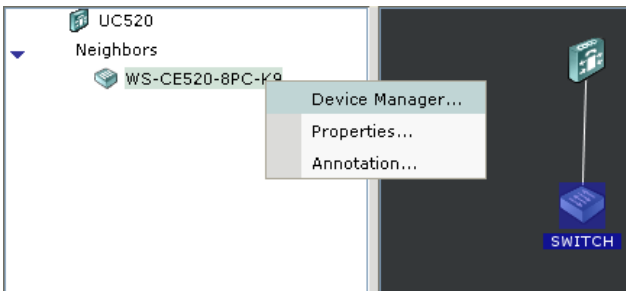 UC520
Neighbors
WS-CE520-8PC-K9
Device Manager...
Properties...
Annotation...
SWITCH